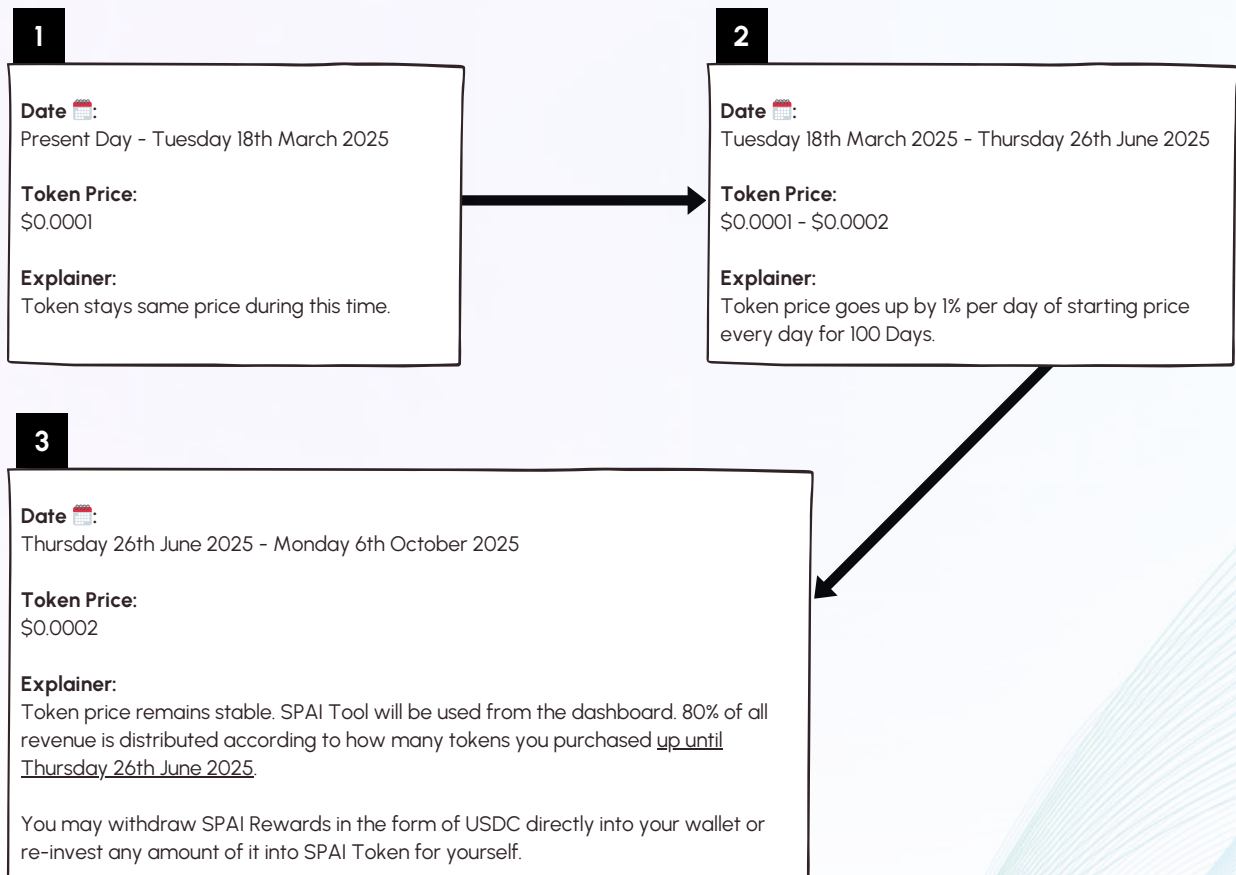 1
Date 🗓:
Present Day - Tuesday 18th March 2025
Token Price:
$0.0001
Explainer:
Token stays same price during this time.
2
Date 🗓:
Tuesday 18th March 2025 - Thursday 26th June 2025
Token Price:
$0.0001 - $0.0002
Explainer:
Token price goes up by 1% per day of starting price
every day for 100 Days.
3
Date 🗓:
Thursday 26th June 2025 - Monday 6th October 2025
Token Price:
$0.0002
Explainer:
Token price remains stable. SPAI Tool will be used from the dashboard. 80% of all
revenue is distributed according to how many tokens you purchased up until
Thursday 26th June 2025.
You may withdraw SPAI Rewards in the form of USDC directly into your wallet or
re-invest any amount of it into SPAI Token for yourself.